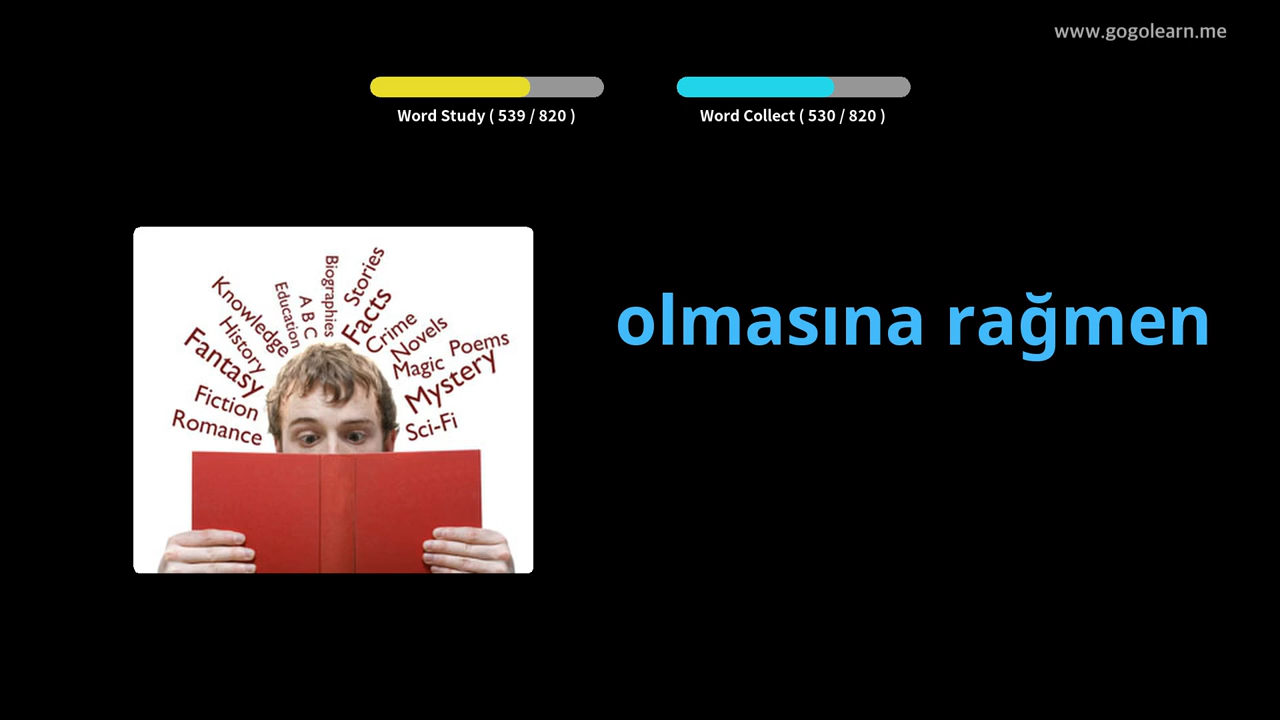 www.gogolearn.me
Word Study ( 539 / 820 )
Word Collect ( 530 / 820 )
olmasına rağmen
Knowledge
Education
A B C
Biographies
Stories
Facts
History
Fantasy
Crime
Novels
Magic
Poems
Mystery
Fiction
Romance
Sci-Fi